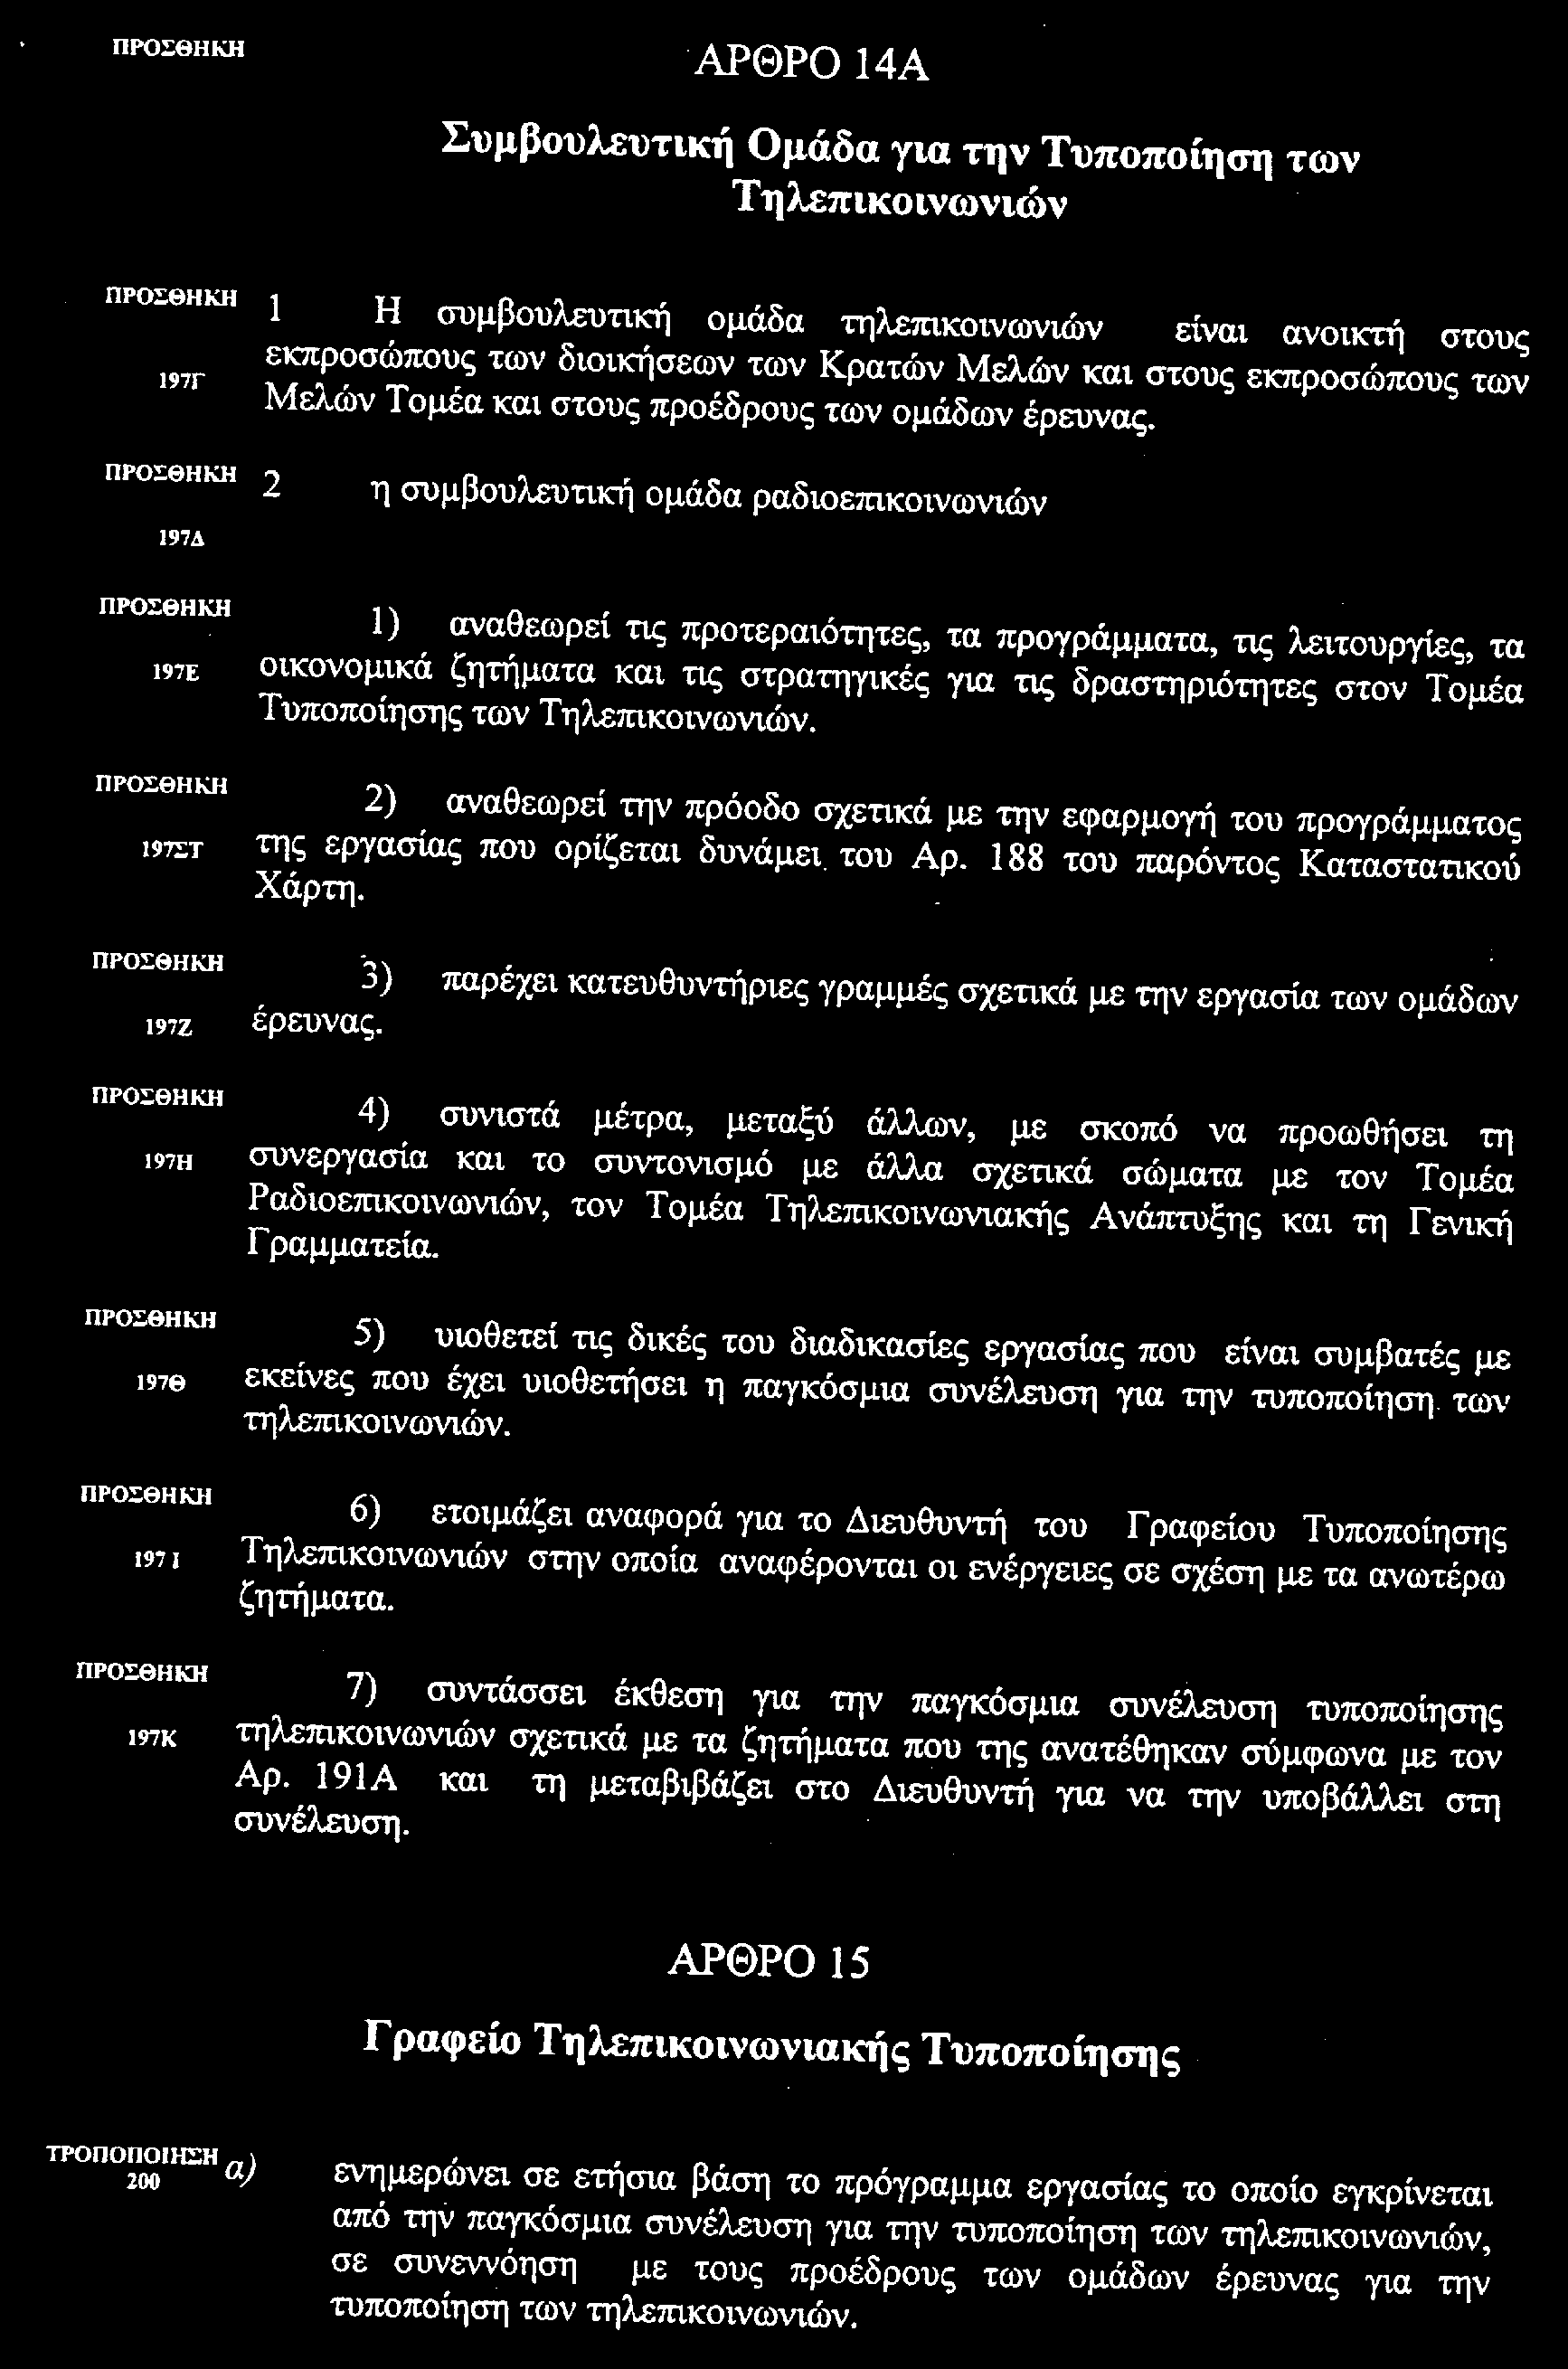 ΠΡΟΣΘΗΚΗ
ΑΡΘΡΟ 14Α
Συμβουλευτική Ομάδα για την Τυποποίηση των
Τηλεπικοινωνιών
ΠΡΟΣΘΗΚΗ 1 Η συμβουλευτική ομάδα τηλεπικοινωνιών είναι ανοικτή στους
197Γ εκπροσώπους των διοικήσεων των Κρατών Μελών και στους εκπροσώπους των
Μελών Τομέα και στους προέδρους των ομάδων έρευνας.
ΠΡΟΣΘΗΚΗ 2 η συμβουλευτική ομάδα ραδιοεπικοινωνιών
197Δ
ΠΡΟΣΘΗΚΗ 1) αναθεωρεί τις προτεραιότητες, τα προγράμματα, τις λειτουργίες, τα
197Ε οικονομικά ζητήματα και τις στρατηγικές για τις δραστηριότητες στον Τομέα
Τυποποίησης των Τηλεπικοινωνιών.
ΠΡΟΣΘΗΚΗ 2) αναθεωρεί την πρόοδο σχετικά με την εφαρμογή του προγράμματος
197ΣΤ της εργασίας που ορίζεται δυνάμει του Αρ. 188 του παρόντος Καταστατικού
Χάρτη.
ΠΡΟΣΘΗΚΗ 3) παρέχει κατευθυντήριες γραμμές σχετικά με την εργασία των ομάδων
197Ζ έρευνας.
ΠΡΟΣΘΗΚΗ 4) συνιστά μέτρα, μεταξύ άλλων, με σκοπό να προωθήσει τη
197Η συνεργασία και το συντονισμό με άλλα σχετικά σώματα με τον Τομέα
Ραδιοεπικοινωνιών, τον Τομέα Τηλεπικοινωνιακής Ανάπτυξης και τη Γενική
Γραμματεία.
ΠΡΟΣΘΗΚΗ 5) υιοθετεί τις δικές του διαδικασίες εργασίας που είναι συμβατές με
197Θ εκείνες που έχει υιοθετήσει η παγκόσμια συνέλευση για την τυποποίηση των
τηλεπικοινωνιών.
ΠΡΟΣΘΗΚΗ 6) ετοιμάζει αναφορά για το Διευθυντή του Γραφείου Τυποποίησης
197Ι Τηλεπικοινωνιών στην οποία αναφέρονται οι ενέργειες σε σχέση με τα ανωτέρω
ζητήματα.
ΠΡΟΣΘΗΚΗ 7) συντάσσει έκθεση για την παγκόσμια συνέλευση τυποποίησης
197Κ τηλεπικοινωνιών σχετικά με τα ζητήματα που της ανατέθηκαν σύμφωνα με τον
Αρ. 191Α και τη μεταβιβάζει στο Διευθυντή για να την υποβάλλει στη
συνέλευση.
ΑΡΘΡΟ 15
Γραφείο Τηλεπικοινωνιακής Τυποποίησης
ΤΡΟΠΟΠΟΙΗΣΗ α) ενημερώνει σε ετήσια βάση το πρόγραμμα εργασίας το οποίο εγκρίνεται
200 από την παγκόσμια συνέλευση για την τυποποίηση των τηλεπικοινωνιών,
σε συνεννόηση με τους προέδρους των ομάδων έρευνας για την
τυποποίηση των τηλεπικοινωνιών.